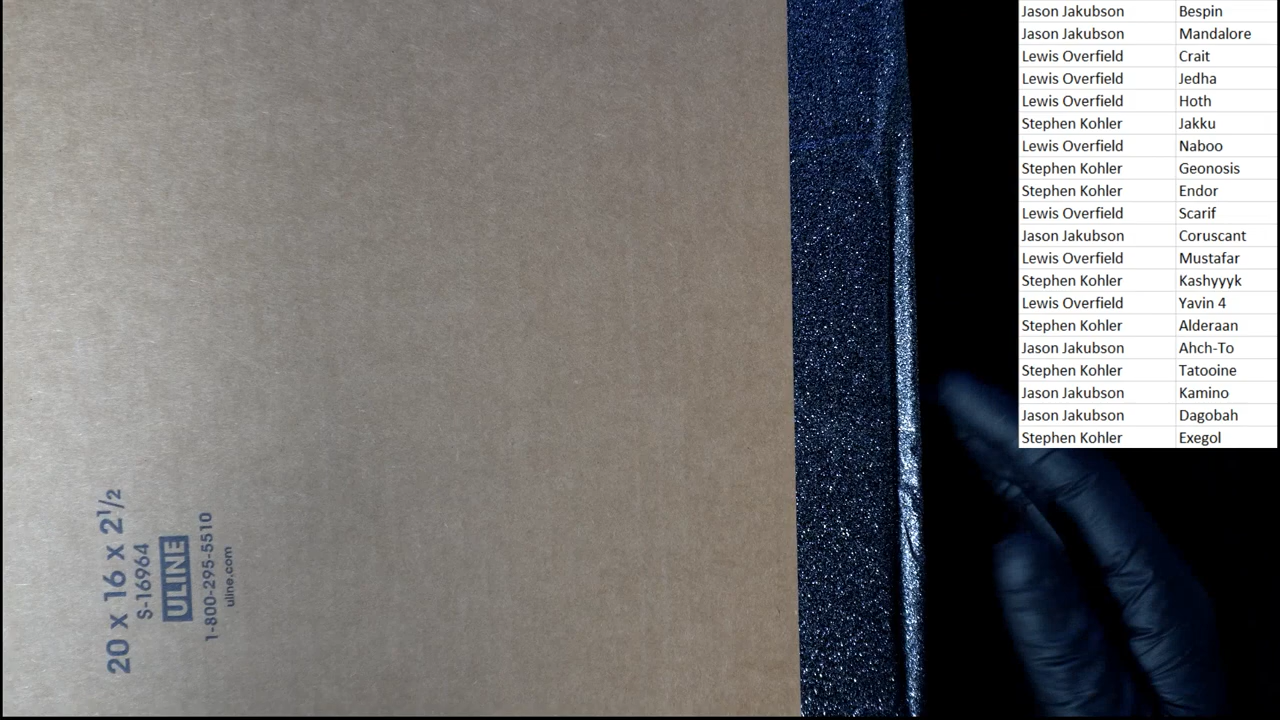 20 x 16 x 2 1/2
S-16964
ULINE
1-800-295-5510
uline.com
Jason Jakubson Bespin
Jason Jakubson Mandalore
Lewis Overfield Crait
Lewis Overfield Jedha
Lewis Overfield Hoth
Stephen Kohler Jakku
Lewis Overfield Naboo
Stephen Kohler Geonosis
Stephen Kohler Endor
Lewis Overfield Scarif
Jason Jakubson Coruscant
Lewis Overfield Mustafar
Stephen Kohler Kashyyyk
Lewis Overfield Yavin 4
Stephen Kohler Alderaan
Jason Jakubson Ahch-To
Stephen Kohler Tatooine
Jason Jakubson Kamino
Jason Jakubson Dagobah
Stephen Kohler Exegol